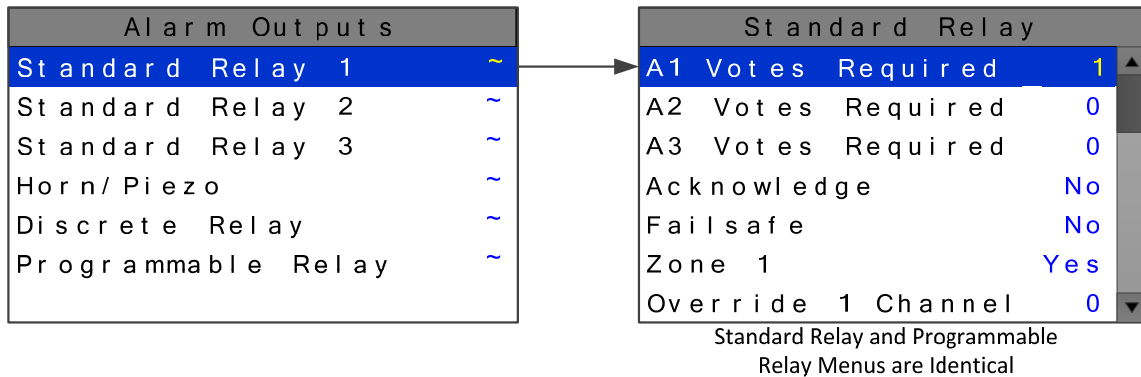 Alarm Outputs
Standard Relay 1 ~
Standard Relay 2 ~
Standard Relay 3 ~
Horn/Piezo ~
Discrete Relay ~
Programmable Relay ~
Standard Relay
A1 Votes Required 1
A2 Votes Required 0
A3 Votes Required 0
Acknowledge No
Failsafe No
Zone 1 Yes
Override 1 Channel 0
Standard Relay and Programmable
Relay Menus are Identical